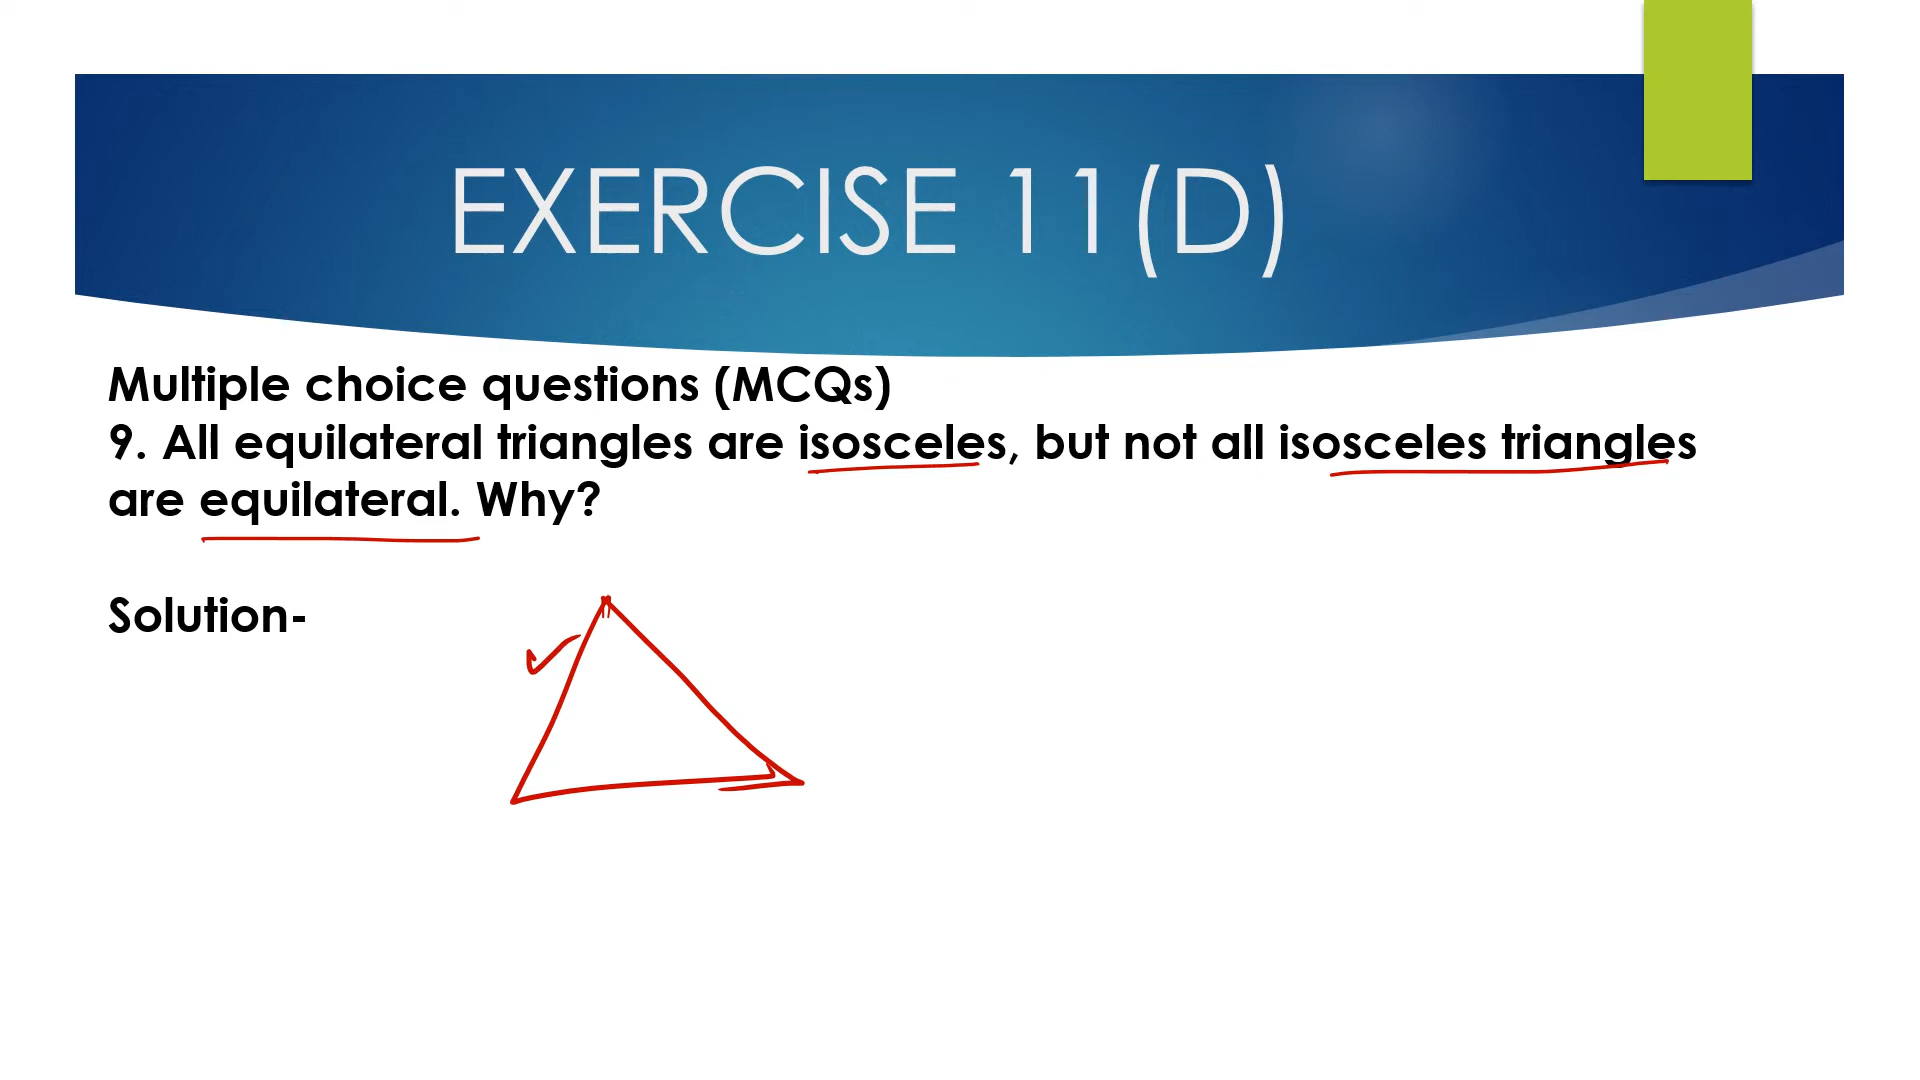 EXERCISE 11(D)
Multiple choice questions (MCQs)
9. All equilateral triangles are isosceles, but not all isosceles triangles
are equilateral. Why?
Solution-